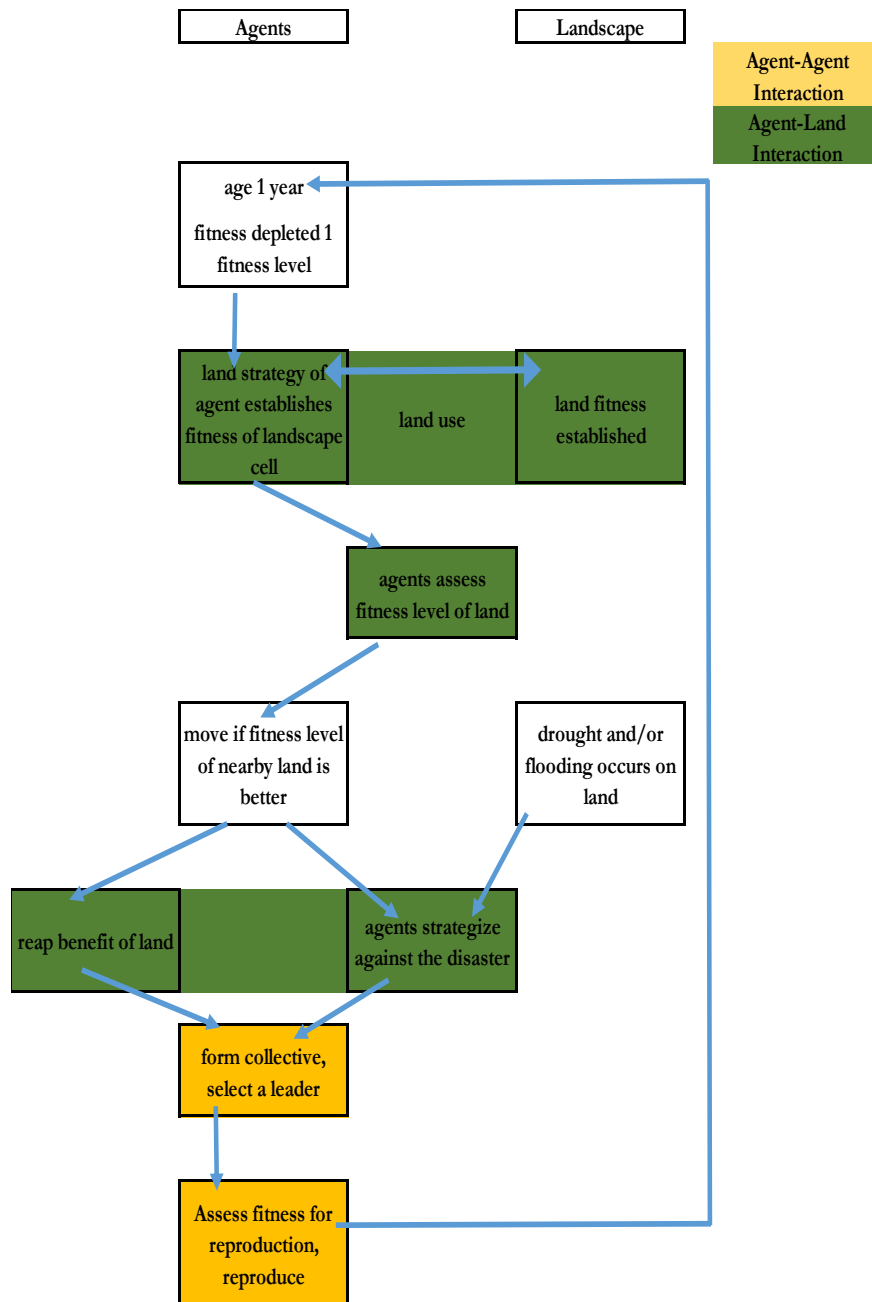 Agents
Landscape
Agent-Agent
Interaction
Agent-Land
Interaction
age 1 year
fitness depleted 1
fitness level
land strategy of
agent establishes
fitness of landscape
cell
land use
land fitness
established
agents assess
fitness level of land
move if fitness level
of nearby land is
better
drought and/or
flooding occurs on
land
reap benefit of land
agents strategize
against the disaster
form collective,
select a leader
Assess fitness for
reproduction,
reproduce